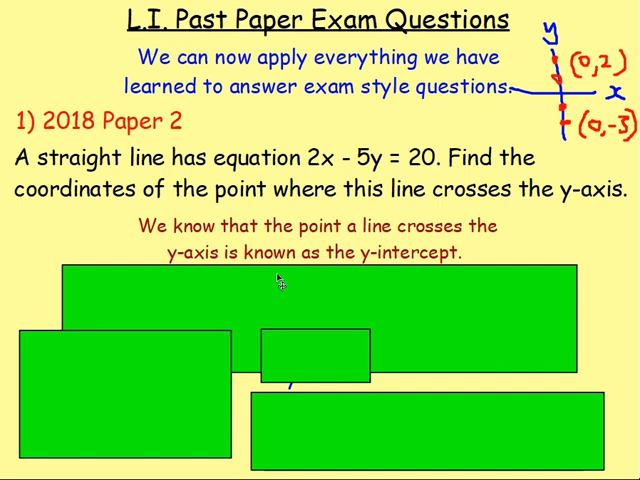 L.I. Past Paper Exam Questions
We can now apply everything we have
learned to answer exam style questions.
y
(0,2)
x
(0,-3)
1) 2018 Paper 2
A straight line has equation 2x - 5y = 20. Find the
coordinates of the point where this line crosses the y-axis.
We know that the point a line crosses the
y-axis is known as the y-intercept.